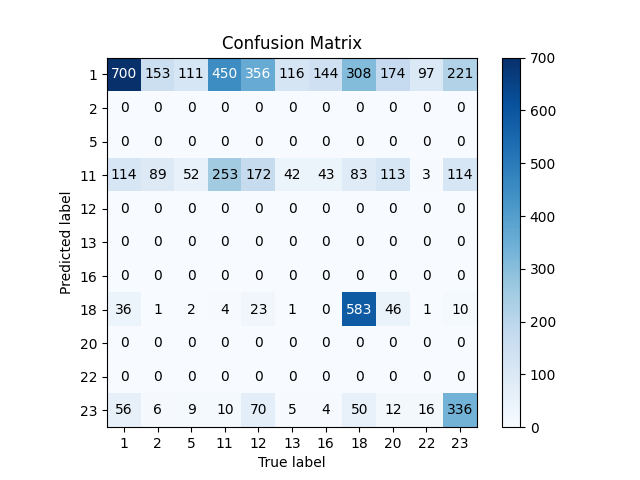 Confusion Matrix
Predicted label
1 700 153 111 450 356 116 144 308 174 97 221
2 0 0 0 0 0 0 0 0 0 0 0
5 0 0 0 0 0 0 0 0 0 0 0
11 114 89 52 253 172 42 43 83 113 3 114
12 0 0 0 0 0 0 0 0 0 0 0
13 0 0 0 0 0 0 0 0 0 0 0
16 0 0 0 0 0 0 0 0 0 0 0
18 36 1 2 4 23 1 0 583 46 1 10
20 0 0 0 0 0 0 0 0 0 0 0
22 0 0 0 0 0 0 0 0 0 0 0
23 56 6 9 10 70 5 4 50 12 16 336
1 2 5 11 12 13 16 18 20 22 23
True label
700
600
500
400
300
200
100
0